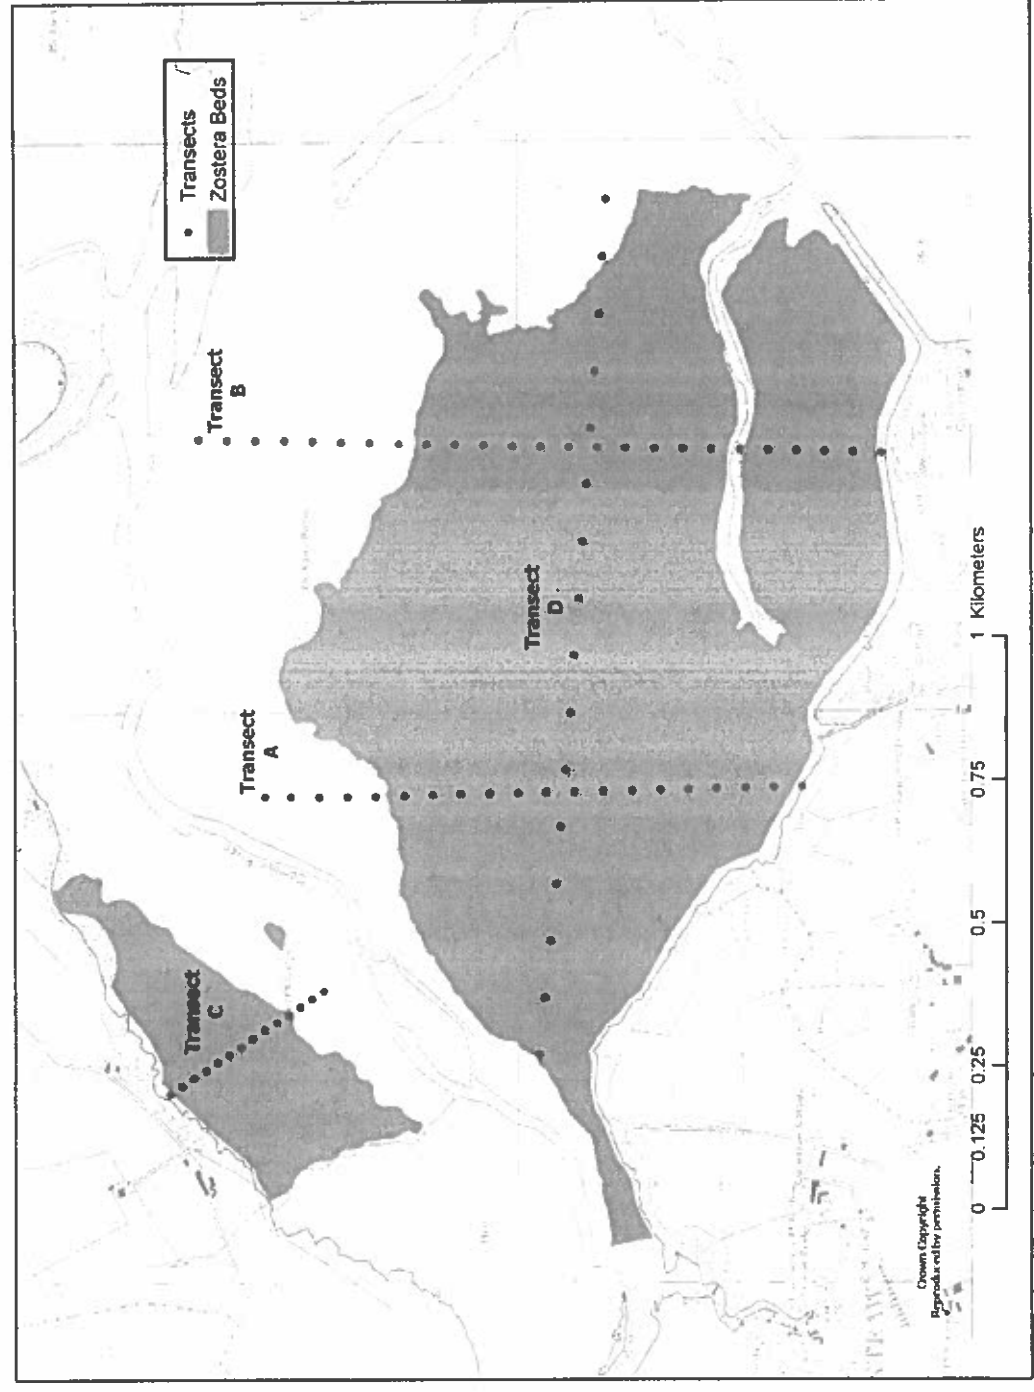 Transects
Zostera Beds
Transect
B
Transect
A
Transect
D
Transect
C
0 0.125 0.25 0.5 0.75 1 Kilometers
Crown Copyright
Reproduced by permission.